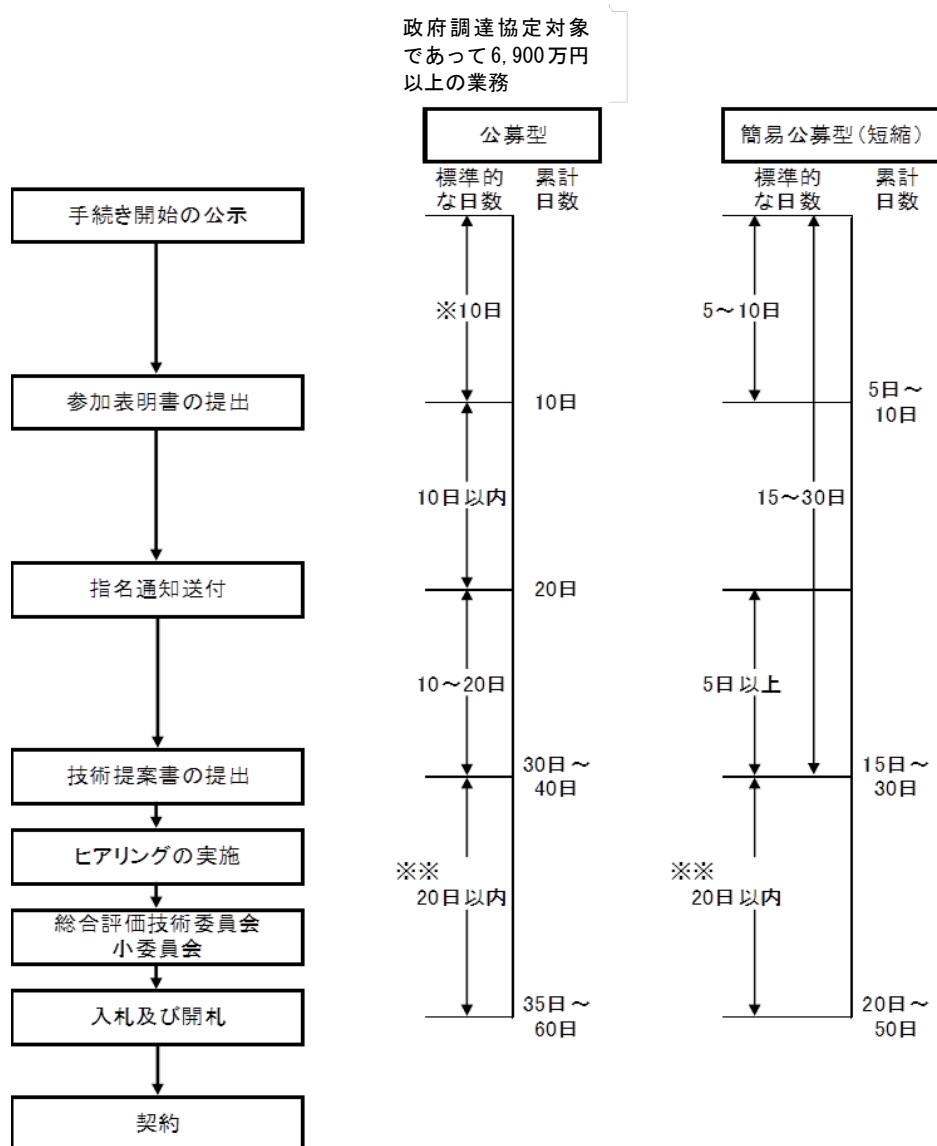 政府調達協定対象
であって6,900万円
以上の業務
公募型
簡易公募型(短縮)
標準的
な日数
累計
日数
標準的
な日数
累計
日数
手続き開始の公示
※10日
5～10日
参加表明書の提出
10日
5日～
10日
10日以内
15～30日
指名通知送付
20日
10～20日
5日以上
技術提案書の提出
30日～
40日
15日～
30日
ヒアリングの実施
※※
20日以内
※※
20日以内
総合評価技術委員会
小委員会
入札及び開札
35日～
60日
20日～
50日
契約